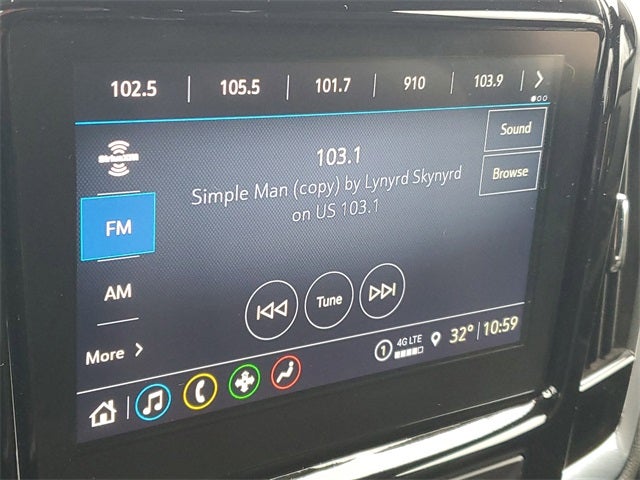 102.5 105.5 101.7 910 103.9
SiriusXM
Sound
103.1
Simple Man (copy) by Lynyrd Skynyrd
on US 103.1
Browse
FM
AM
Tune
More
1 4G LTE 32° 10:59